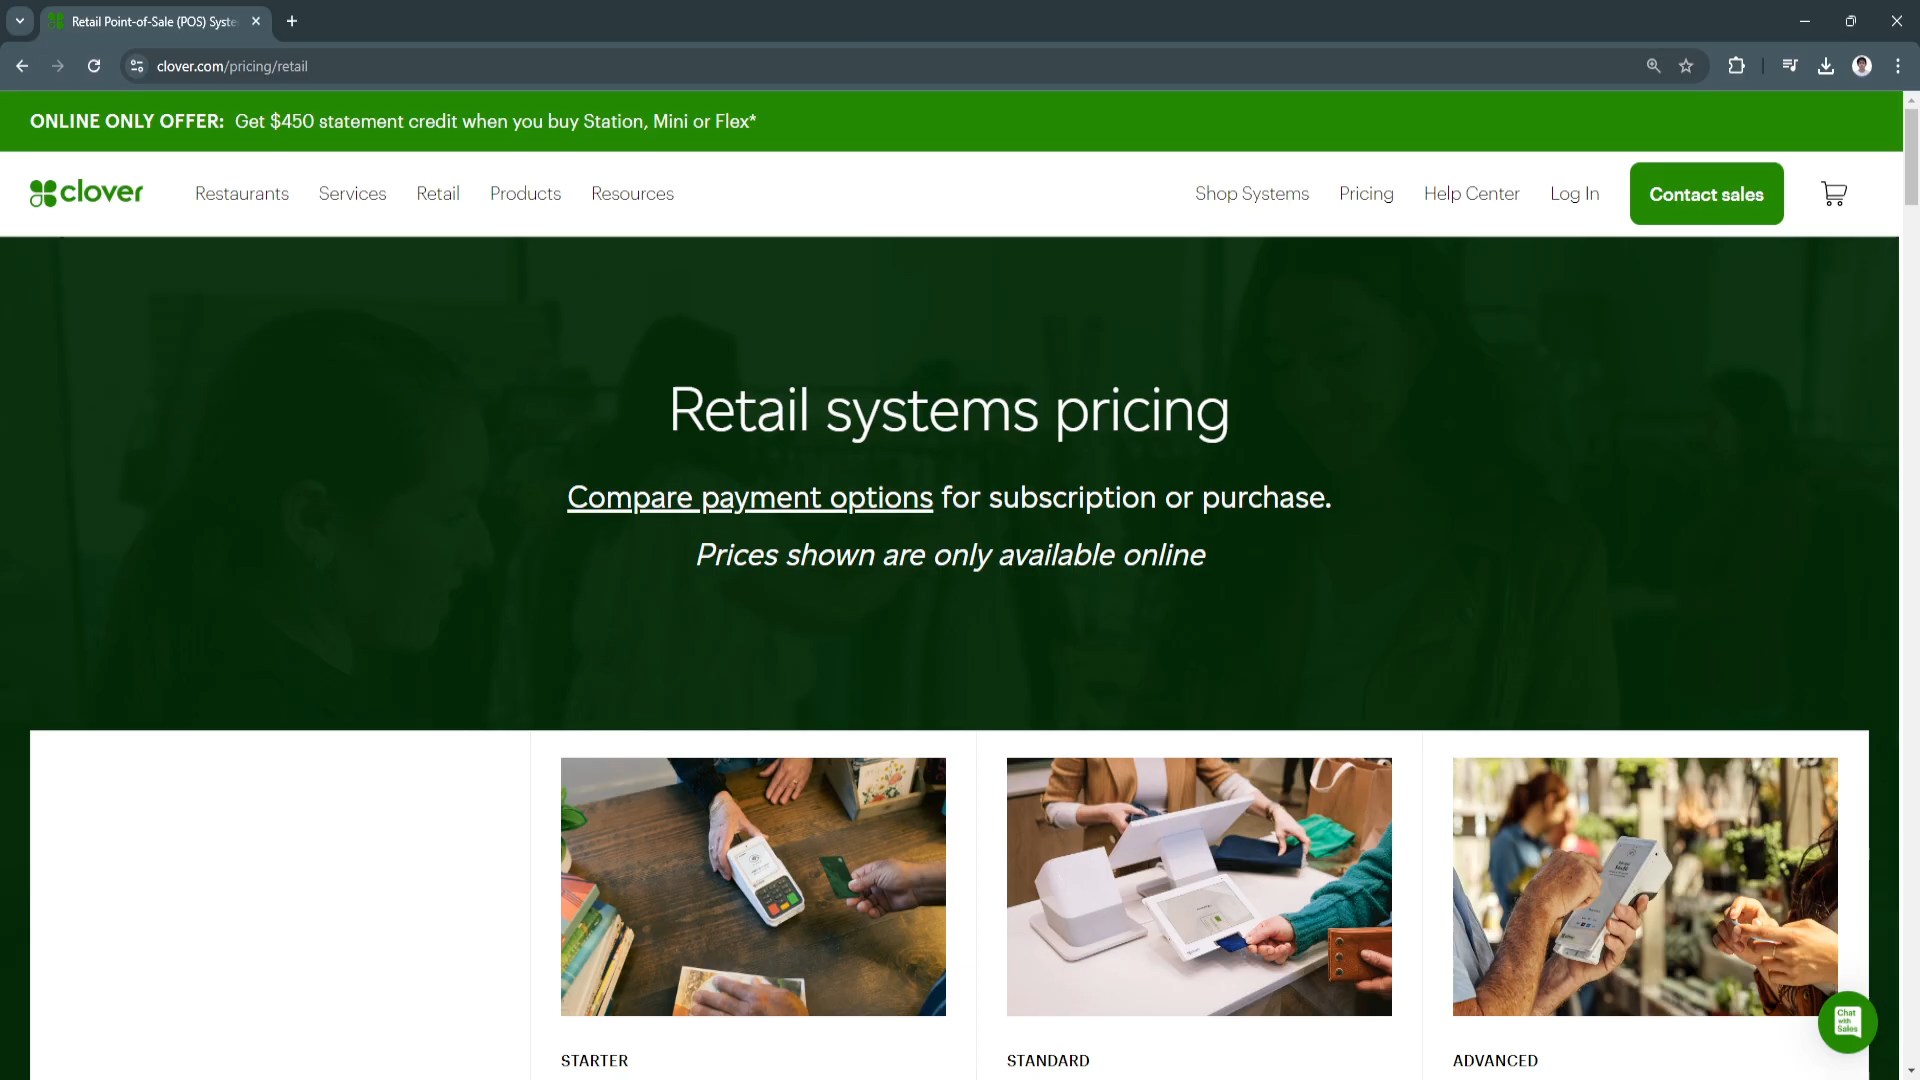 Retail Point-of-Sale (POS) Syste
clover.com/pricing/retail
ONLINE ONLY OFFER: Get $450 statement credit when you buy Station, Mini or Flex*
clover
Restaurants
Services
Retail
Products
Resources
Shop Systems
Pricing
Help Center
Log In
Contact sales
Retail systems pricing
Compare payment options for subscription or purchase.
Prices shown are only available online
STARTER
STANDARD
ADVANCED
Chat
with
Sales